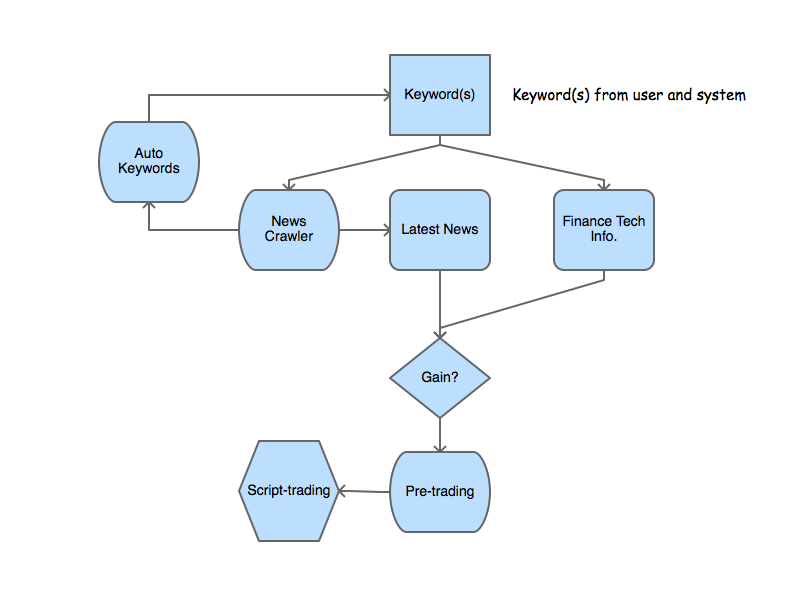 Keyword(s)
Keyword(s) from user and system
Auto
Keywords
News
Crawler
Latest News
Finance Tech
Info.
Gain?
Script-trading
Pre-trading